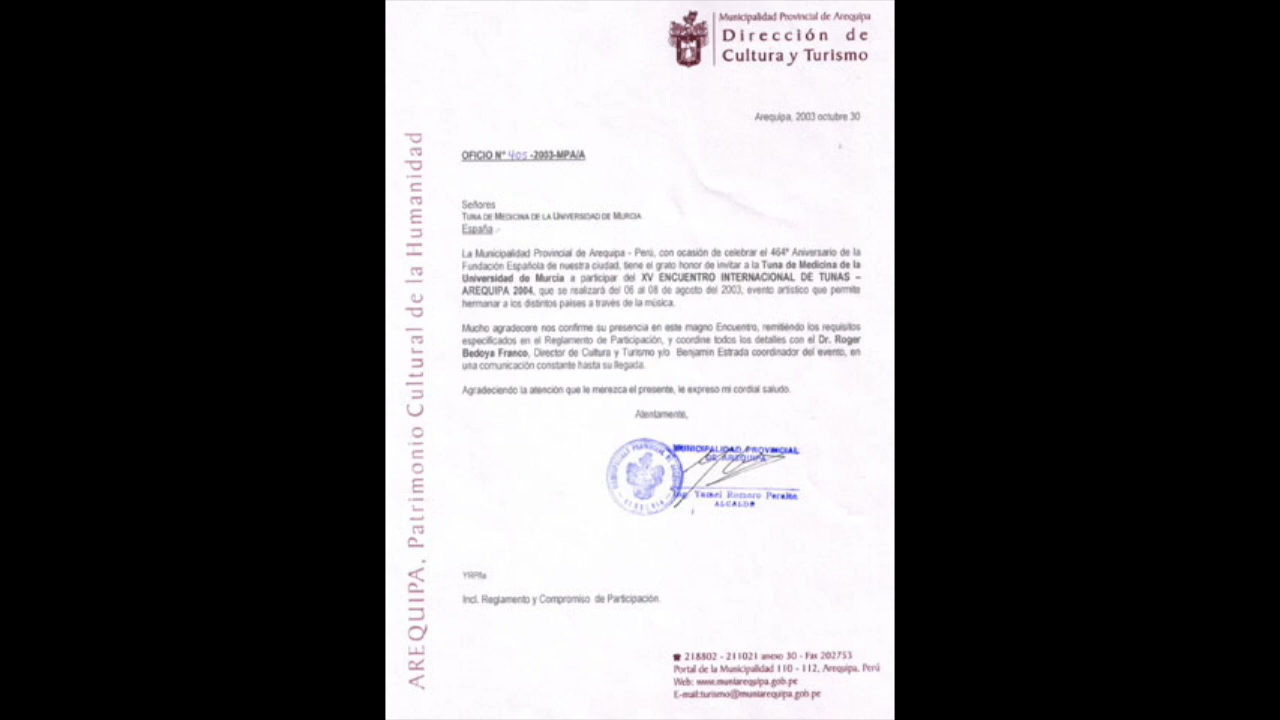 Municipalidad Provincial de Arequipa
Dirección de
Cultura y Turismo
Arequipa, 2003 octubre 30
OFICIO N° 405 -2003-MPA/A
Señores
TUNA DE MEDICINA DE LA UNIVERSIDAD DE MURCIA
España.-
La Municipalidad Provincial de Arequipa - Perú, con ocasión de celebrar el 464° Aniversario de la
Fundación Española de nuestra ciudad, tiene el grato honor de invitar a la Tuna de Medicina de la
Universidad de Murcia a participar del XV ENCUENTRO INTERNACIONAL DE TUNAS –
AREQUIPA 2004, que se realizará del 06 al 08 de agosto del 2003, evento artístico que permite
hermanar a los distintos países a través de la música.
Mucho agradeceré nos confirme su presencia en este magno Encuentro, remitiendo los requisitos
especificados en el Reglamento de Participación, y coordine todos los detalles con el Dr. Roger
Bedoya Franco, Director de Cultura y Turismo y/o Benjamin Estrada coordinador del evento, en
una comunicación constante hasta su llegada.
Agradeciendo la atención que le merezca el presente, le expreso mi cordial saludo.
Atentamente,
MUNICIPALIDAD PROVINCIAL
DE AREQUIPA
Ing. Yamel Romero Peralta
ALCALDE
ALCALDIA
Incl. Reglamento y Compromiso de Participación.
AREQUIPA, Patrimonio Cultural de la Humanidad
☎ 218802 - 211021 anexo 30 - Fax 202753
Portal de la Municipalidad 110 - 112, Arequipa, Perú
Web: www.muniarequipa.gob.pe
E-mail:turismo@muniarequipa.gob.pe